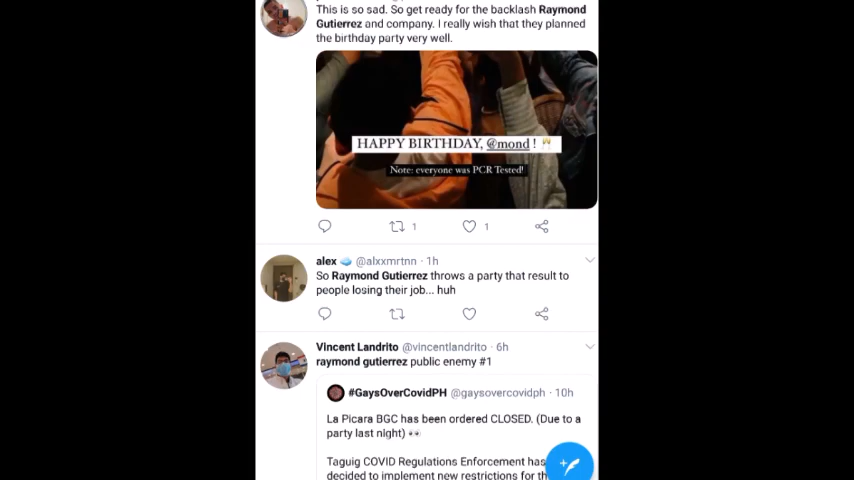 This is so sad. So get ready for the backlash Raymond
Gutierrez and company. I really wish that they planned
the birthday party very well.
HAPPY BIRTHDAY, @mond !
Note: everyone was PCR Tested!
1 1
alex @alxxmrtnn · 1h
So Raymond Gutierrez throws a party that result to
people losing their job... huh
Vincent Landrito @vincentlandrito · 6h
raymond gutierrez public enemy #1
#GaysOverCovidPH @gaysovercovidph · 10h
La Picara BGC has been ordered CLOSED. (Due to a
party last night) 👀
Taguig COVID Regulations Enforcement has
decided to implement new restrictions for